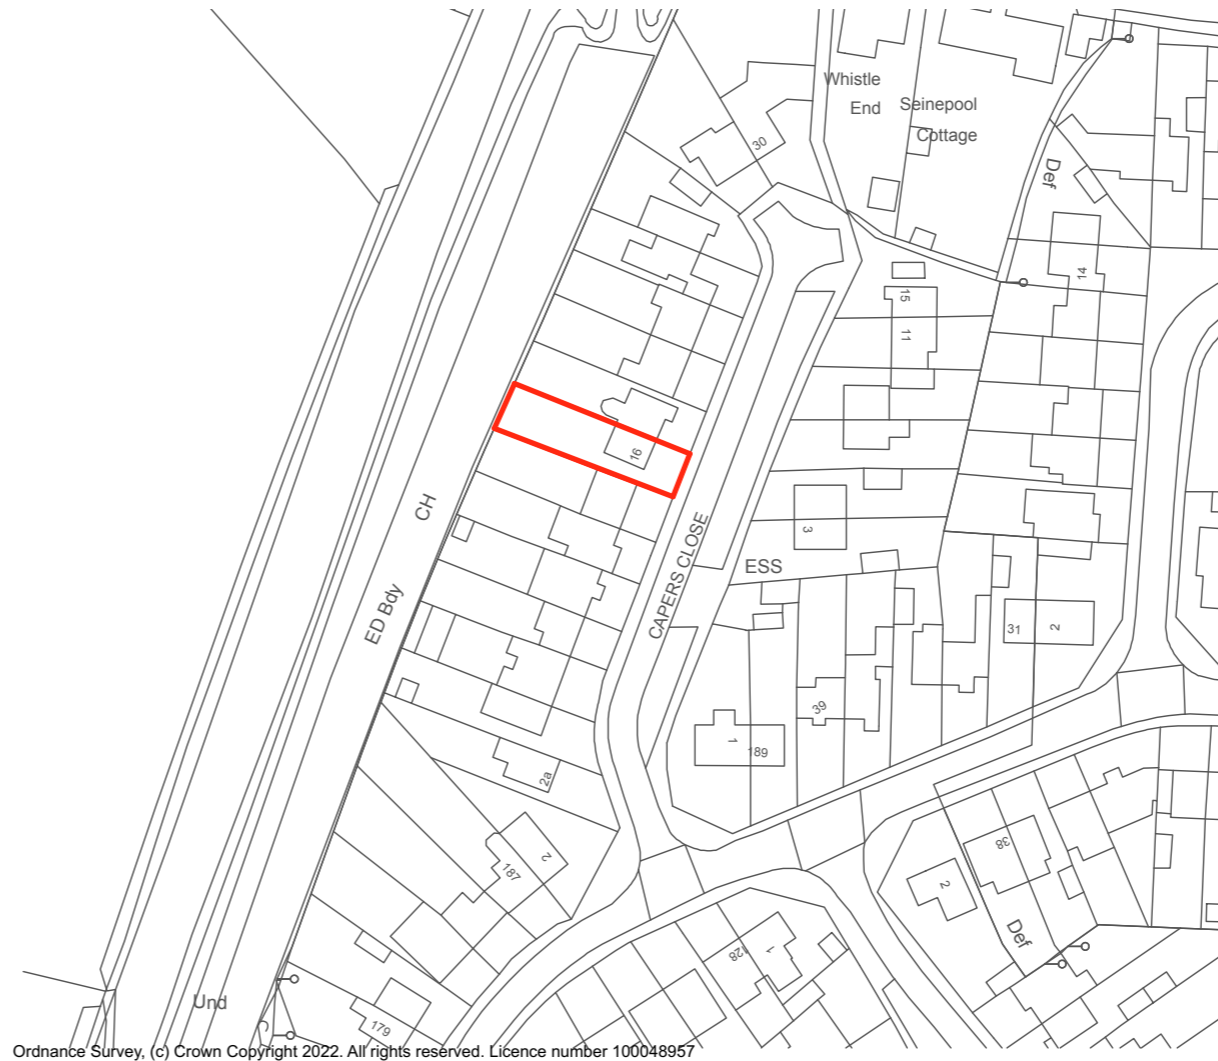 Whistle
End
Seinepool
Cottage
30
Def
14
15
11
16
CH
CAPERS CLOSE
ESS
3
ED Bdy
31
2
39
1
189
2a
2
187
38
2
Def
128
1
Und
179
C
Ordnance Survey, (c) Crown Copyright 2022. All rights reserved. Licence number 100048957